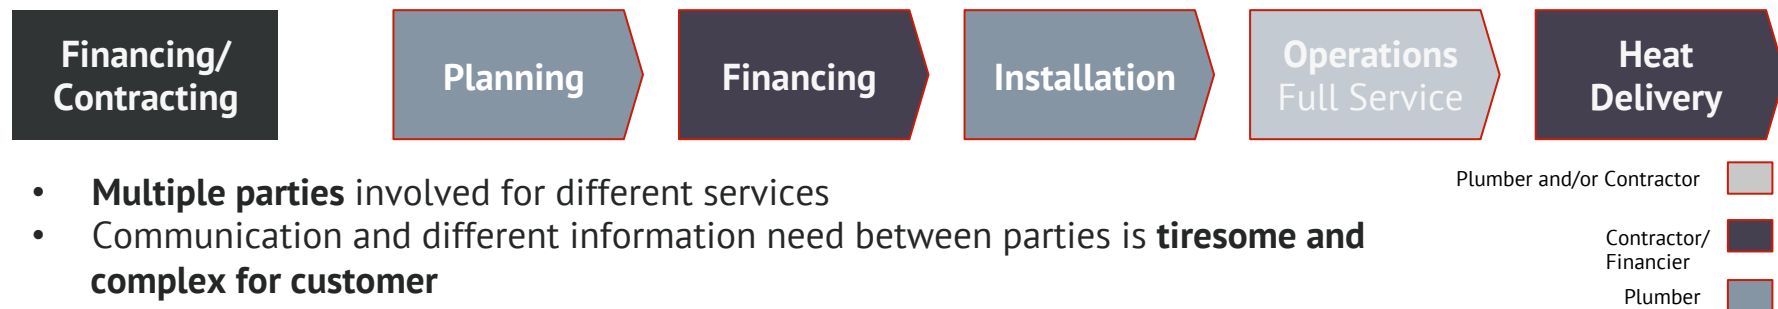 Financing/
Contracting
Planning
Financing
Installation
Operations
Full Service
Heat
Delivery
• Multiple parties involved for different services
• Communication and different information need between parties is tiresome and
complex for customer
Plumber and/or Contractor
Contractor/
Financier
Plumber